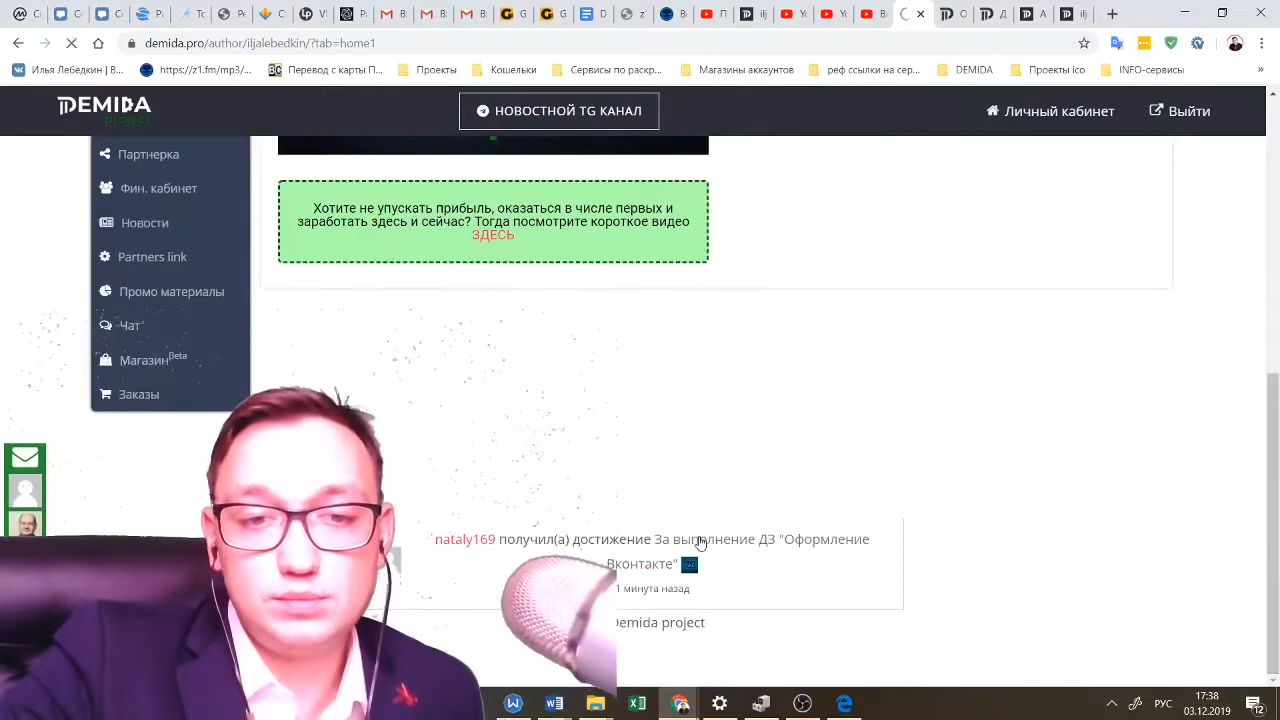 demida.pro/author/iljalebedkin/?tab=home1
Илья Лебедкин | В...
https://z1.fm/mp3/...
Перевод с карты П...
Проекты
Кошельки
Сервисы по раскр...
Магазины аккаунтов
реф ссылки на сер...
DEMIDA
Проекты ico
INFO-сервисы
DEMIDA
project
НОВОСТНОЙ TG КАНАЛ
Личный кабинет
Выйти
Партнерка
Фин. кабинет
Новости
Partners link
Промо материалы
Чат
Магазин Beta
Заказы
Хотите не упускать прибыль, оказаться в числе первых и
заработать здесь и сейчас? Тогда посмотрите короткое видео
ЗДЕСЬ
nataly169 получил(а) достижение За выполнение ДЗ "Оформление
Вконтакте"
1 минута назад
Demida project
РУС
17:38
03.12.2019